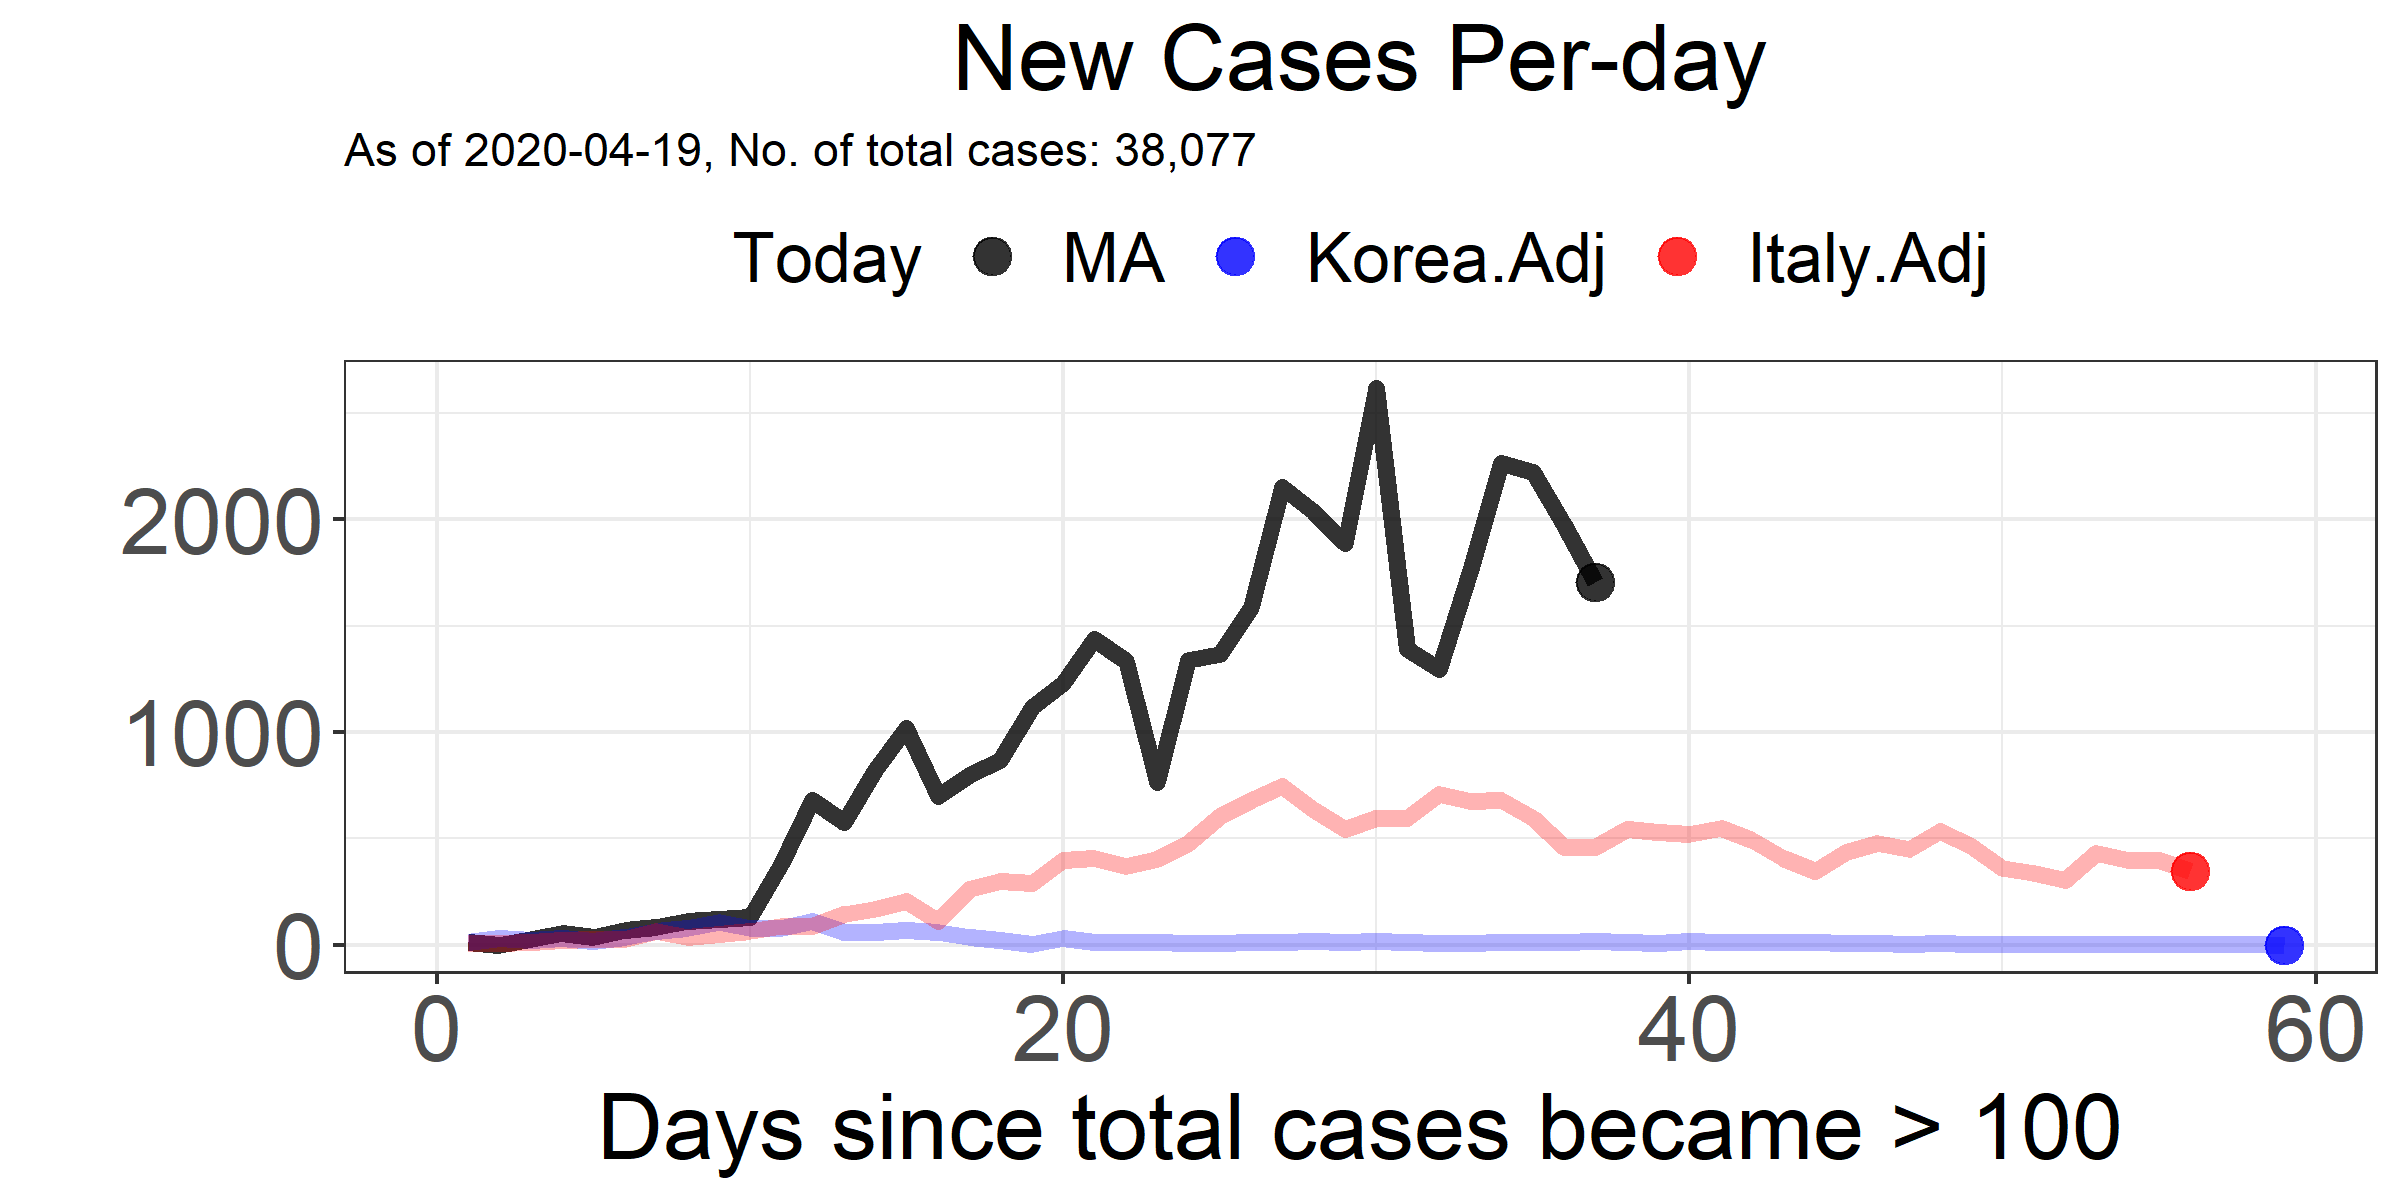 New Cases Per-day
As of 2020-04-19, No. of total cases: 38,077
Today MA Korea.Adj Italy.Adj
2000
1000
0
0 20 40 60
Days since total cases became > 100